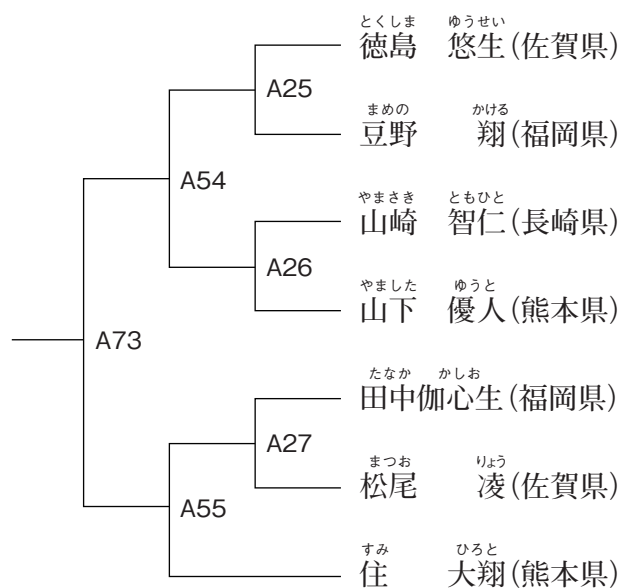 とくしま ゆうせい
徳島 悠生(佐賀県)
A25
まめの かける
豆野 翔(福岡県)
A54
やまさき ともひと
山崎 智仁(長崎県)
A26
やました ゆうと
山下 優人(熊本県)
A73
たなか かしお
田中伽心生(福岡県)
A27
まつお りょう
松尾 凌(佐賀県)
A55
すみ ひろと
住 大翔(熊本県)